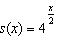 s(x) = 4^{x/2}